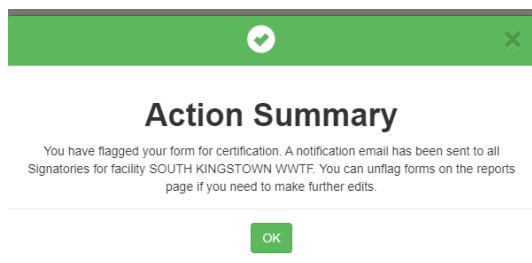 Action Summary
You have flagged your form for certification. A notification email has been sent to all
Signatories for facility SOUTH KINGSTOWN WWTF. You can unflag forms on the reports
page if you need to make further edits.
OK